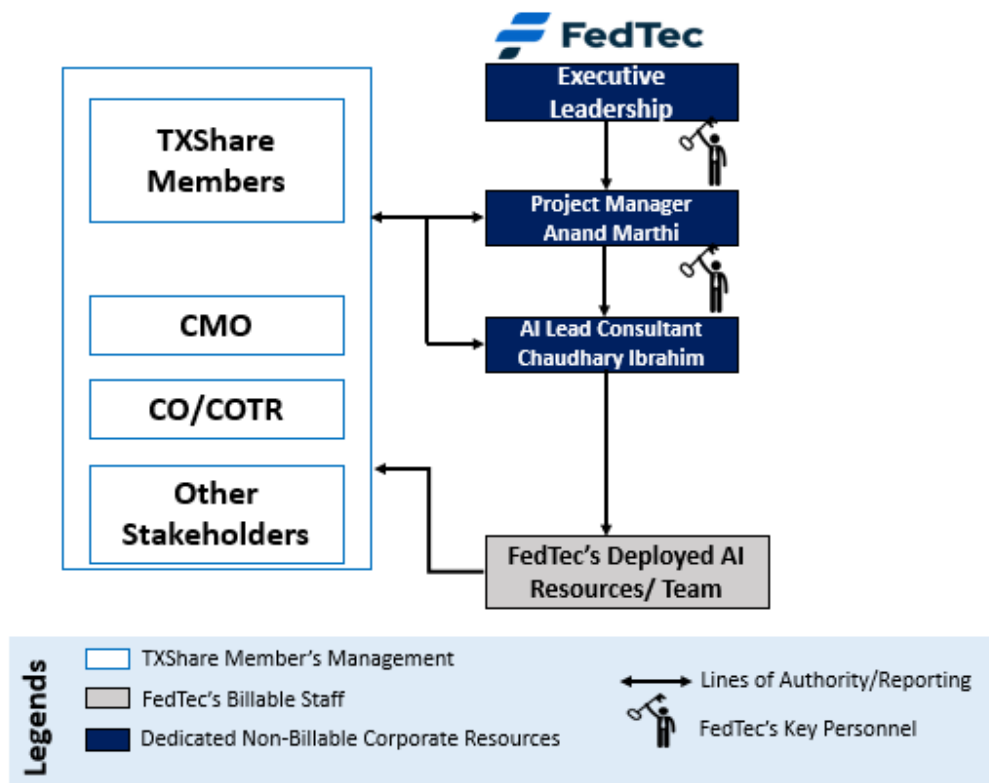 FedTec
Executive
Leadership
TXShare
Members
Project Manager
Anand Marthi
CMO
AI Lead Consultant
Chaudhary Ibrahim
CO/COTR
Other
Stakeholders
FedTec’s Deployed AI
Resources/ Team
Legends
TXShare Member’s Management
FedTec’s Billable Staff
Dedicated Non-Billable Corporate Resources
Lines of Authority/Reporting
FedTec’s Key Personnel